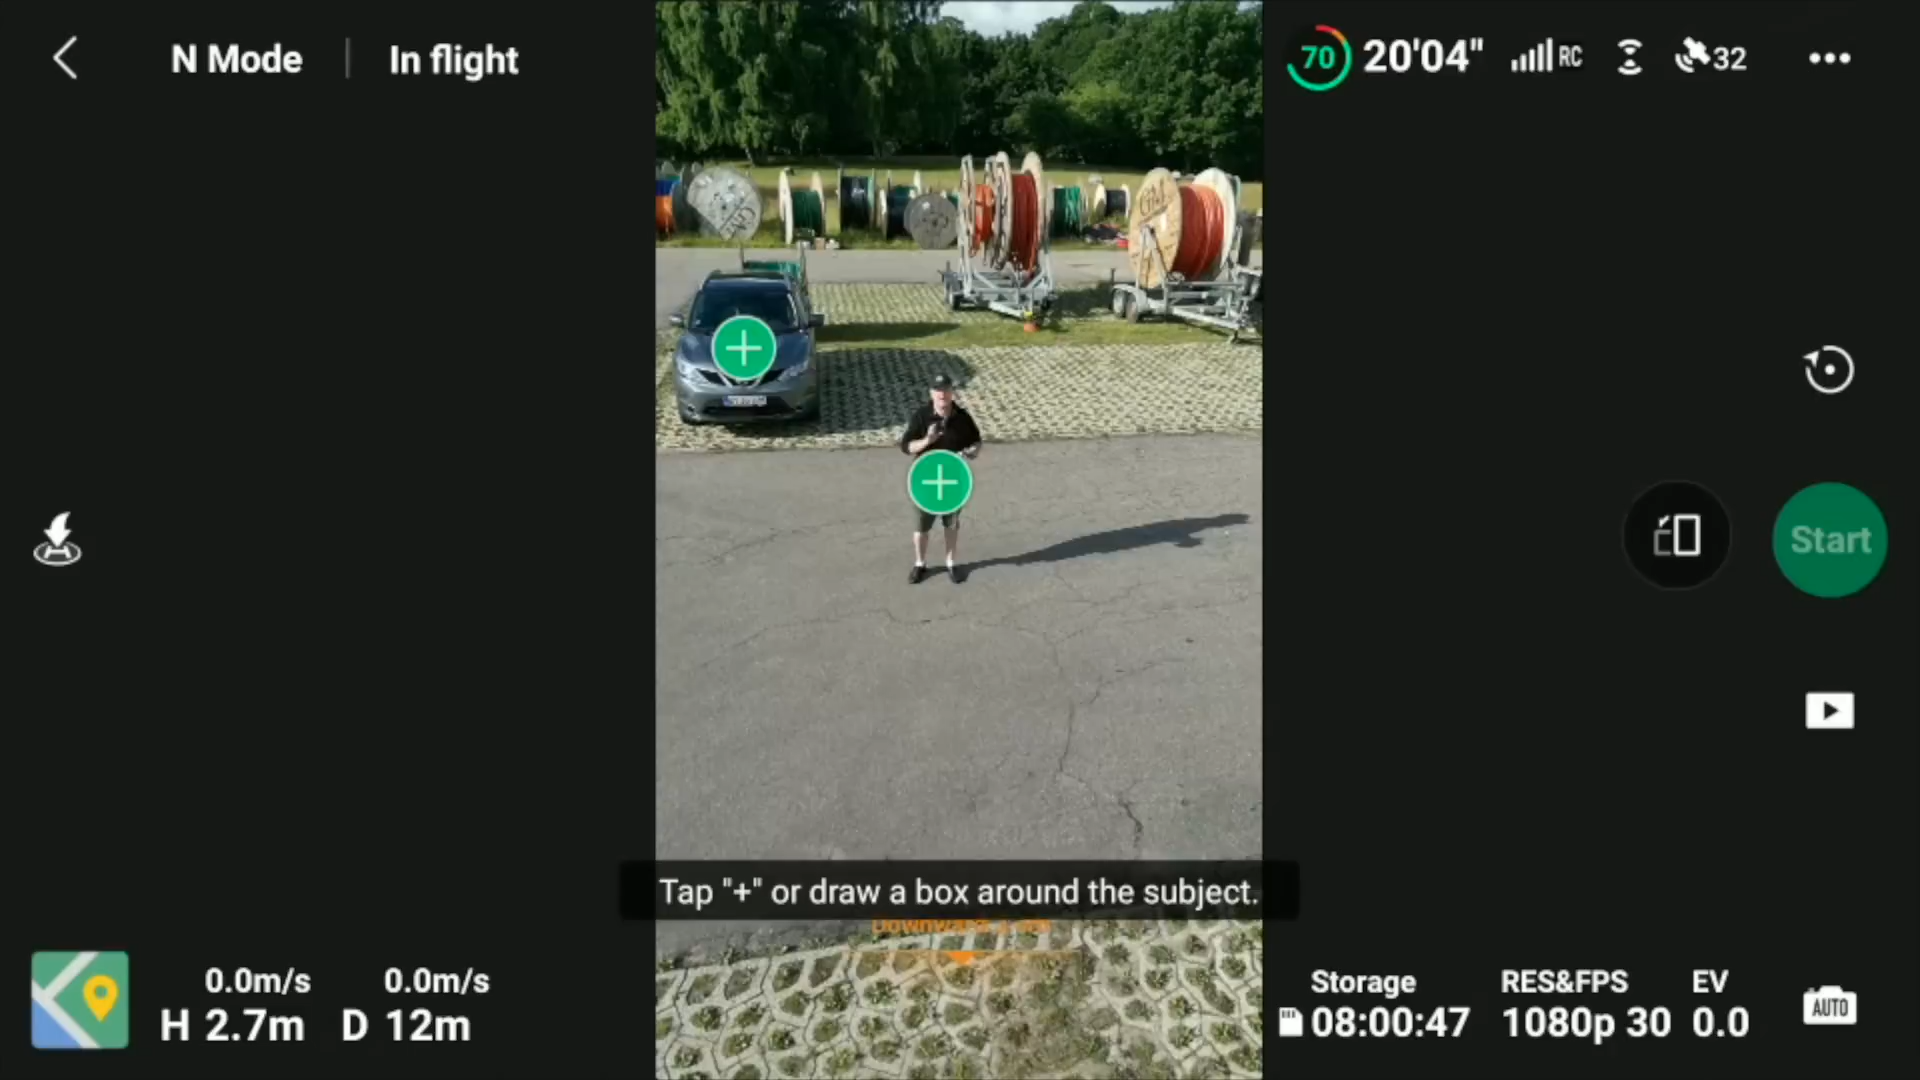 N Mode | In flight
70 20'04" RC 32
Start
Tap "+" or draw a box around the subject.
0.0m/s 0.0m/s
H 2.7m D 12m
Storage RES&FPS EV
08:00:47 1080p 30 0.0
AUTO